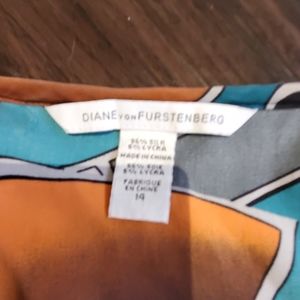 DIANE VON FURSTENBERG
95% SILK
5% LYCRA
MADE IN CHINA
95% SOIE
5% LYCRA
FABRIQUE
EN CHINE
14